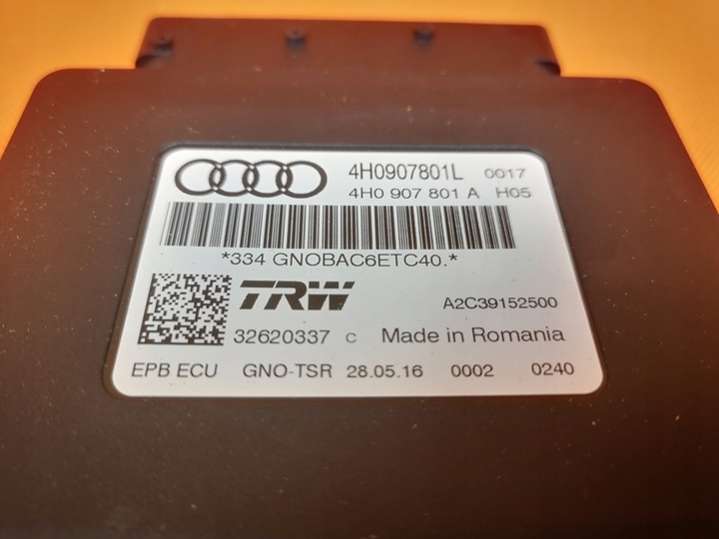 4H0907801L 0017
4H0 907 801 A H05
*334 GNOBAC6ETC40.*
TRW A2C39152500
32620337 C Made in Romania
EPB ECU GNO-TSR 28.05.16 0002 0240